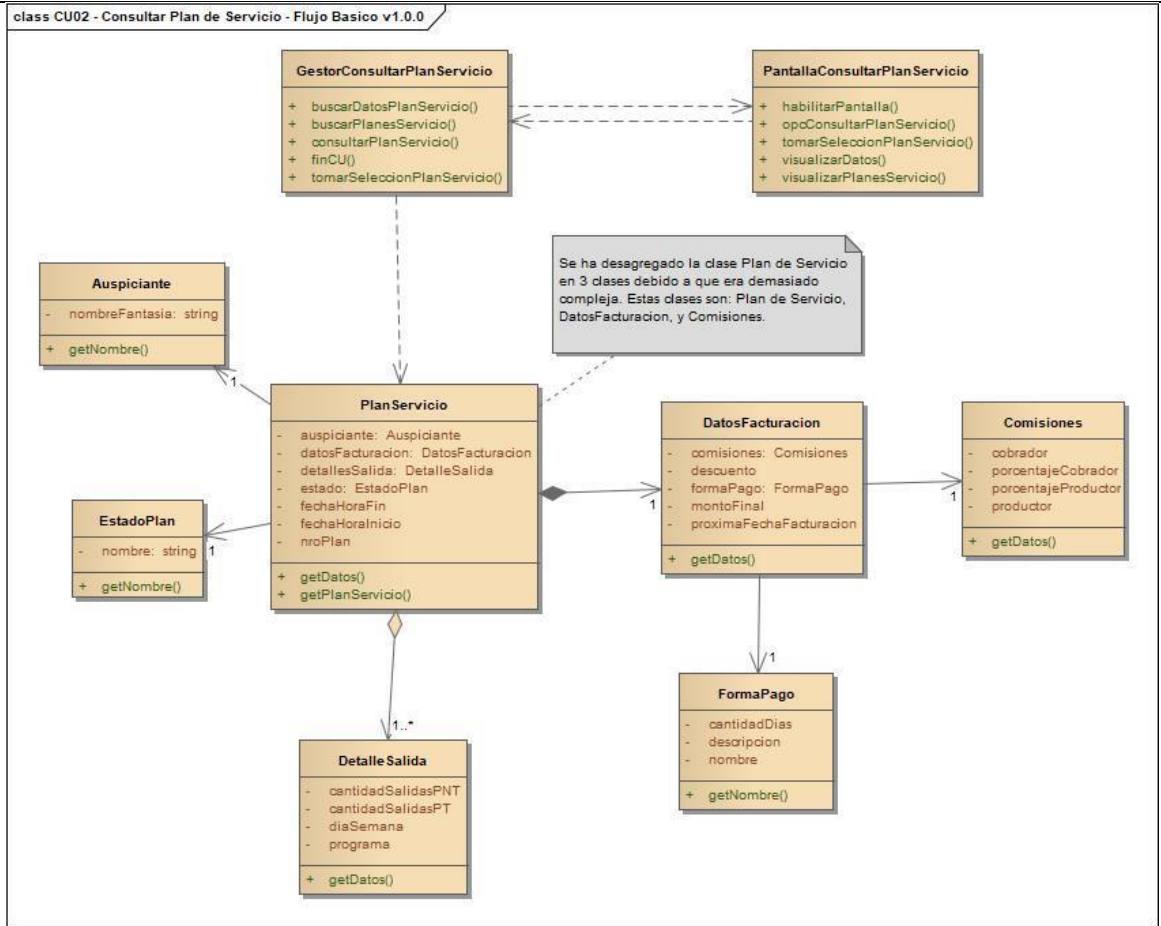 class CU02 - Consultar Plan de Servicio - Flujo Basico v1.0.0
GestorConsultarPlanServicio
+ buscarDatosPlanServicio()
+ buscarPlanesServicio()
+ consultarPlanServicio()
+ finCU()
+ tomarSeleccionPlanServicio()
PantallaConsultarPlanServicio
+ habilitarPantalla()
+ opcConsultarPlanServicio()
+ tomarSeleccionPlanServicio()
+ visualizarDatos()
+ visualizarPlanesServicio()
Se ha desagregado la clase Plan de Servicio
en 3 clases debido a que era demasiado
compleja. Estas clases son: Plan de Servicio,
DatosFacturacion, y Comisiones.
Auspiciante
- nombreFantasia: string
+ getNombre()
1
PlanServicio
- auspiciante: Auspiciante
- datosFacturacion: DatosFacturacion
- detallesSalida: DetalleSalida
- estado: EstadoPlan
- fechaHoraFin
- fechaHoraInicio
- nroPlan
+ getDatos()
+ getPlanServicio()
DatosFacturacion
- comisiones: Comisiones
- descuento
- formaPago: FormaPago
- montoFinal
- proximaFechaFacturacion
+ getDatos()
1
Comisiones
- cobrador
- porcentajeCobrador
- porcentajeProductor
- productor
+ getDatos()
1
EstadoPlan
- nombre: string
+ getNombre()
1
1
FormaPago
- cantidadDias
- descripcion
- nombre
+ getNombre()
1..*
DetalleSalida
- cantidadSalidasPNT
- cantidadSalidasPT
- diaSemana
- programa
+ getDatos()